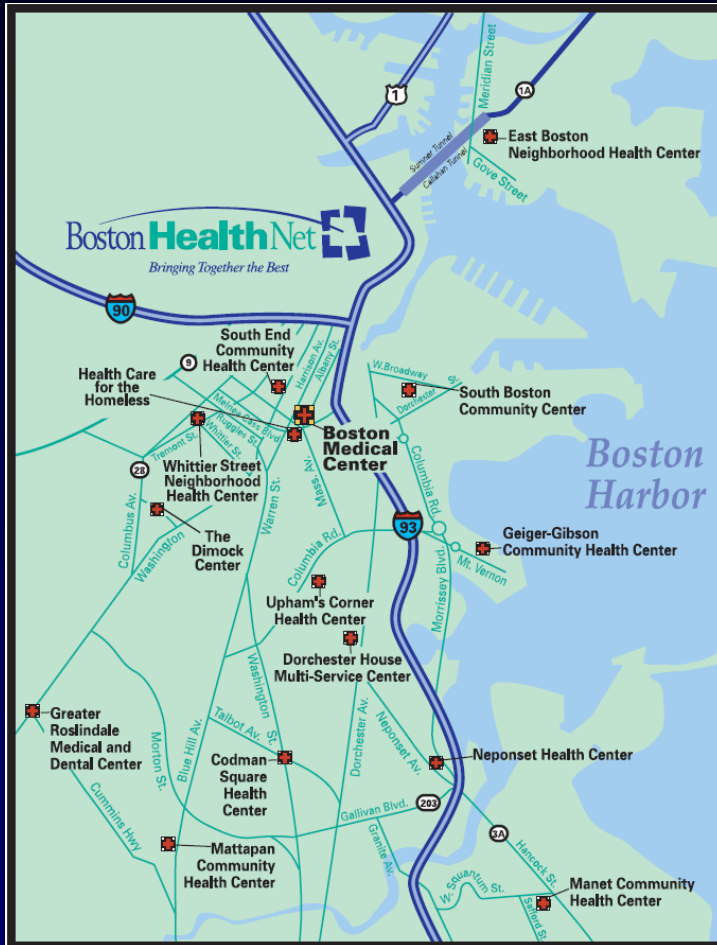 1
1A
Meridian Street
East Boston
Neighborhood Health Center
Sumner Tunnel
Callahan Tunnel
Gove Street
Boston HealthNet
Bringing Together the Best
90
South End
Community
Health Center
9
Harrison Av.
Albany St.
Health Care
for the
Homeless
W.Broadway
Dorchester St.
South Boston
Community Center
Melnea Cass Blvd
Ruggles St.
Whittier St.
Tremont St.
Boston
Medical
Center
Whittier Street
Neighborhood
Health Center
28
Boston
Harbor
Columbus Av.
Washington
Warren St.
Mass. Av.
Columbia Rd.
Columbia Rd.
93
The
Dimock
Center
Geiger-Gibson
Community Health Center
Mt. Vernon
Morrissey Blvd.
Upham's Corner
Health Center
Dorchester House
Multi-Service Center
Washington St.
Greater
Roslindale
Medical and
Dental Center
Morton St.
Blue Hill Av.
Talbot Av.
Dorchester Av.
Neponset Av.
Codman
Square
Health
Center
Neponset Health Center
Cummins Hwy
Gallivan Blvd.
203
3A
Hancock St.
Granite Av.
Mattapan
Community
Health Center
W. Squantum St.
Safford St.
Manet Community
Health Center